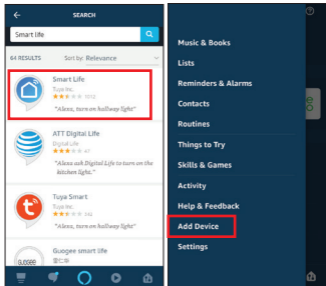 SEARCH
Smart life
64 RESULTS Sort by: Relevance
Smart Life
Tuya Inc.
"Alexa, turn on hallway light"
ATT Digital Life
Digital Life
47
"Alexa ask Digital Life to turn on the
kitchen light."
Tuya Smart
Tuya Inc.
"Alexa, turn on hallway light"
Guogee smart life
GUOGEE
Music & Books
Lists
Reminders & Alarms
Contacts
Routines
Things to Try
Skills & Games
Activity
Help & Feedback
Add Device
Settings